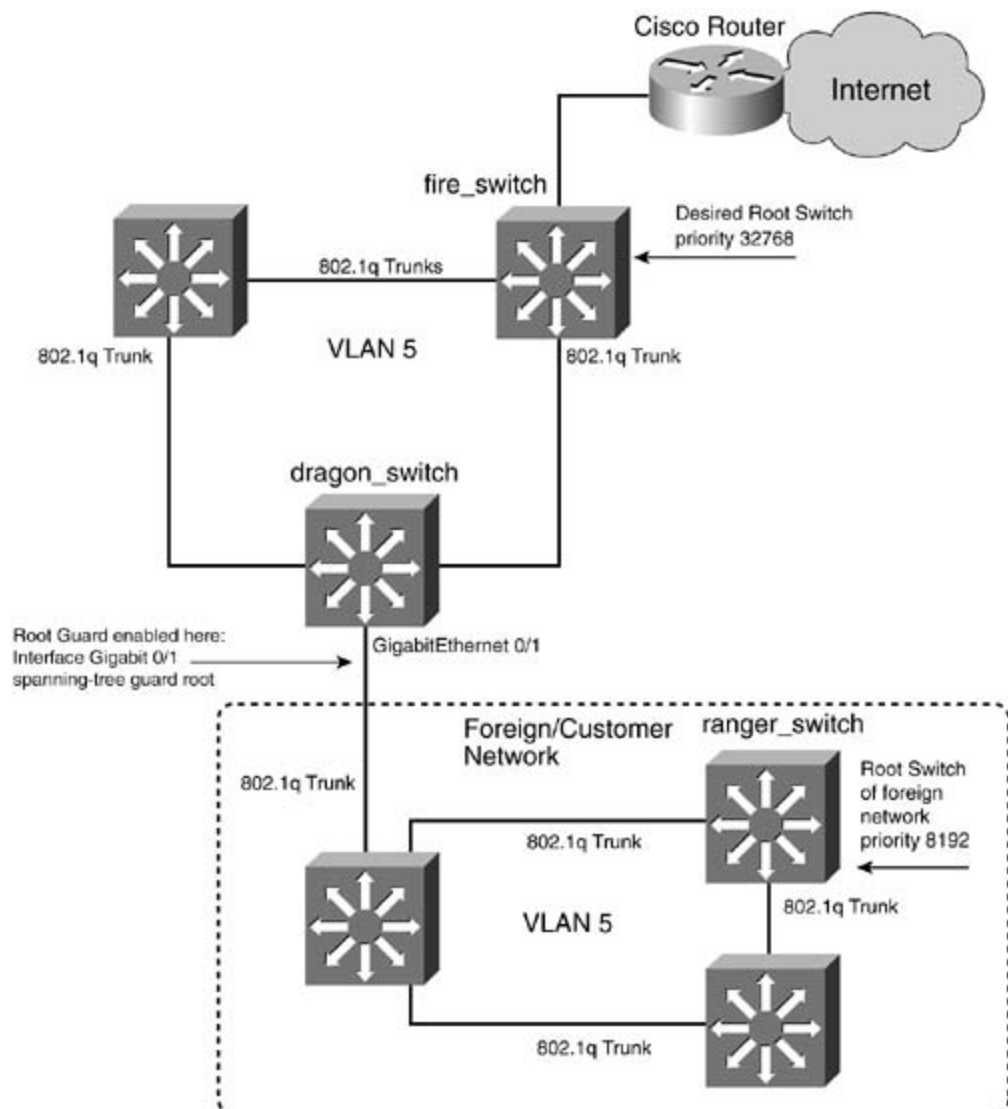 Cisco Router
Internet
fire_switch
Desired Root Switch
priority 32768
802.1q Trunks
802.1q Trunk
VLAN 5
802.1q Trunk
dragon_switch
Root Guard enabled here:
Interface Gigabit 0/1
spanning-tree guard root
GigabitEthernet 0/1
Foreign/Customer
Network
ranger_switch
802.1q Trunk
Root Switch
of foreign
network
priority 8192
802.1q Trunk
802.1q Trunk
VLAN 5
802.1q Trunk